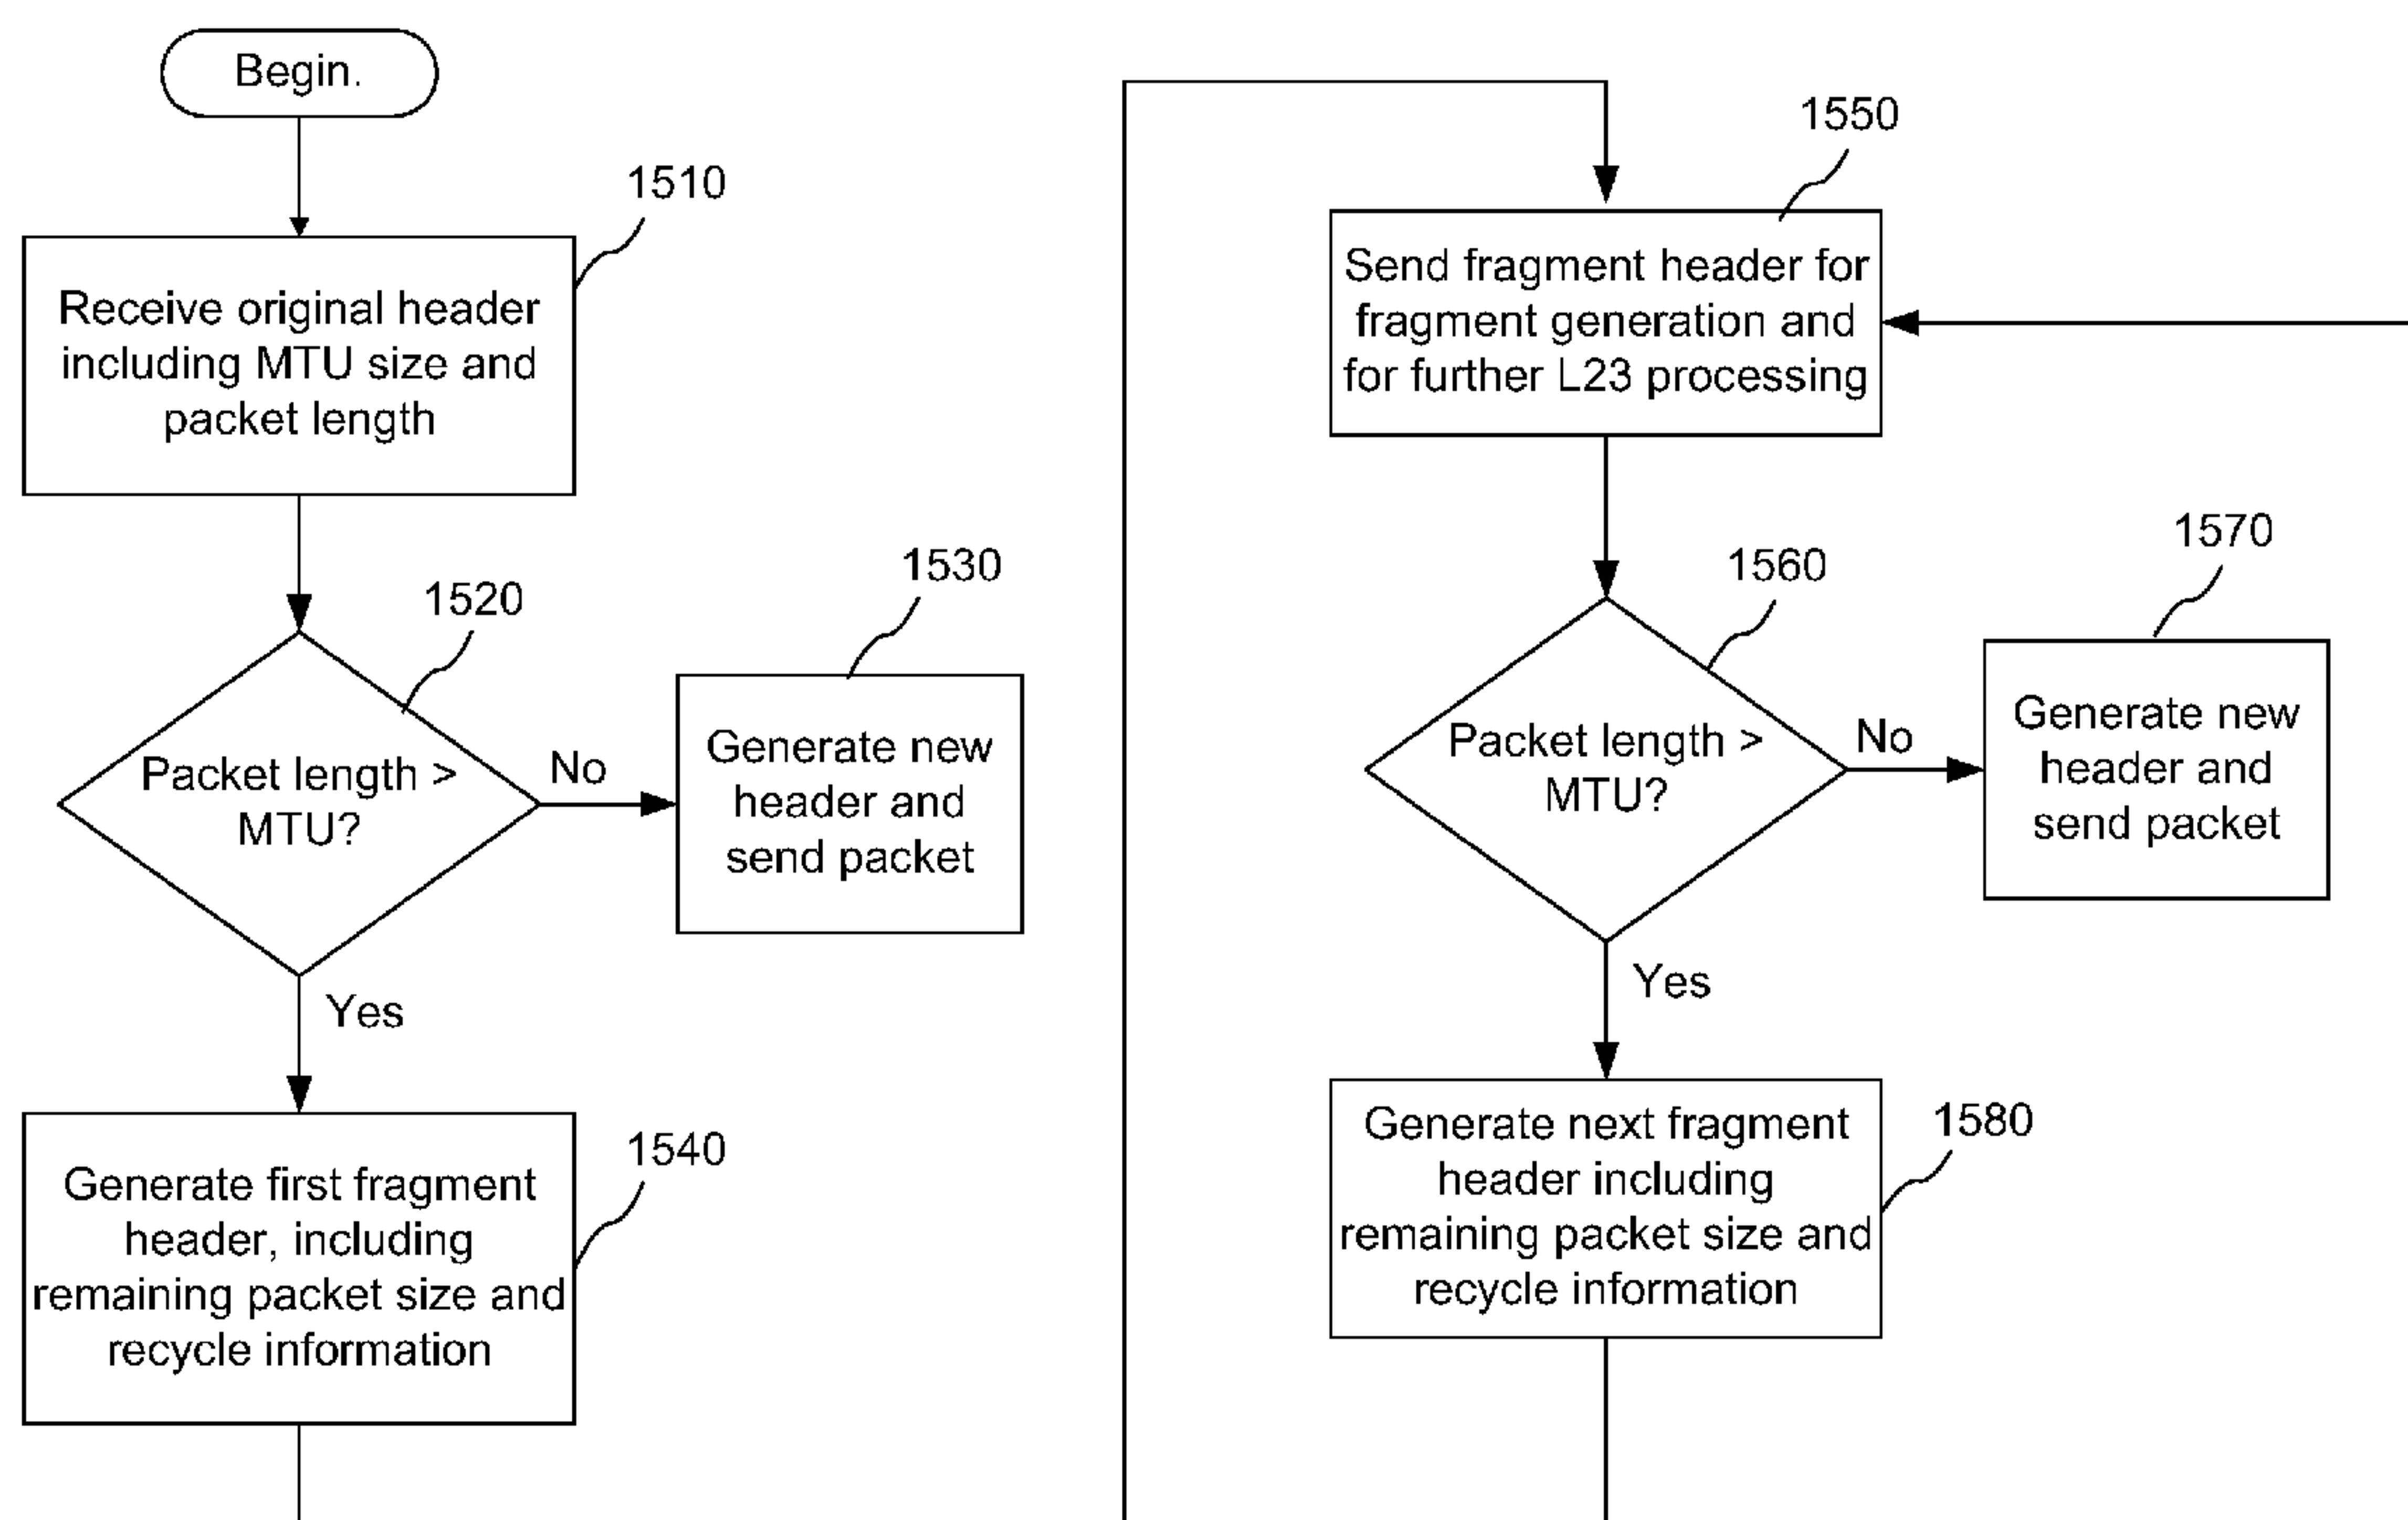 Begin.
1510
Receive original header
including MTU size and
packet length
1520
Packet length >
MTU?
No
1530
Generate new
header and
send packet
Yes
1540
Generate first fragment
header, including
remaining packet size and
recycle information
1550
Send fragment header for
fragment generation and
for further L23 processing
1560
Packet length >
MTU?
No
1570
Generate new
header and
send packet
Yes
1580
Generate next fragment
header including
remaining packet size and
recycle information